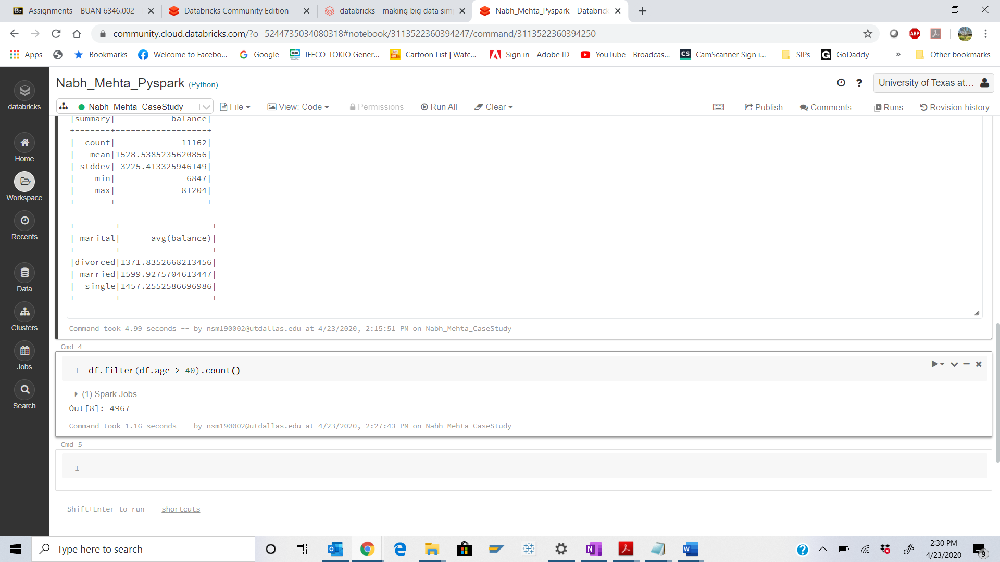 Assignments – BUAN 6346.002 -
Databricks Community Edition
databricks - making big data sim
Nabh_Mehta_Pyspark - Databrick
community.cloud.databricks.com/?o=5244735034080318#notebook/3113522360394247/command/3113522360394250
ABP
Apps
Bookmarks
Welcome to Facebo...
Google
IFFCO-TOKIO Gener...
Cartoon List | Watc...
Sign in - Adobe ID
YouTube - Broadcas...
CS
CamScanner Sign i...
SIPs
GoDaddy
»
Other bookmarks
Nabh_Mehta_Pyspark (Python)
University of Texas at...
Nabh_Mehta_CaseStudy
File
View: Code
Permissions
Run All
Clear
Publish
Comments
Runs
Revision history
databricks
Home
Workspace
Recents
Data
Clusters
Jobs
Search
|summary|           balance|
+-------+------------------+
|  count|             11162|
|   mean|1528.5385235620856|
| stddev| 3225.413325946149|
|    min|             -6847|
|    max|             81204|
+-------+------------------+
+--------+------------------+
| marital|      avg(balance)|
+--------+------------------+
|divorced|1371.8352668213456|
| married|1599.9275704613447|
|  single|1457.2552586696986|
+--------+------------------+
Command took 4.99 seconds -- by nsm190002@utdallas.edu at 4/23/2020, 2:15:51 PM on Nabh_Mehta_CaseStudy
Cmd 4
1 df.filter(df.age > 40).count()
(1) Spark Jobs
Out[8]: 4967
Command took 1.16 seconds -- by nsm190002@utdallas.edu at 4/23/2020, 2:27:43 PM on Nabh_Mehta_CaseStudy
Cmd 5
1
Shift+Enter to run shortcuts
Type here to search
2:30 PM
4/23/2020
9